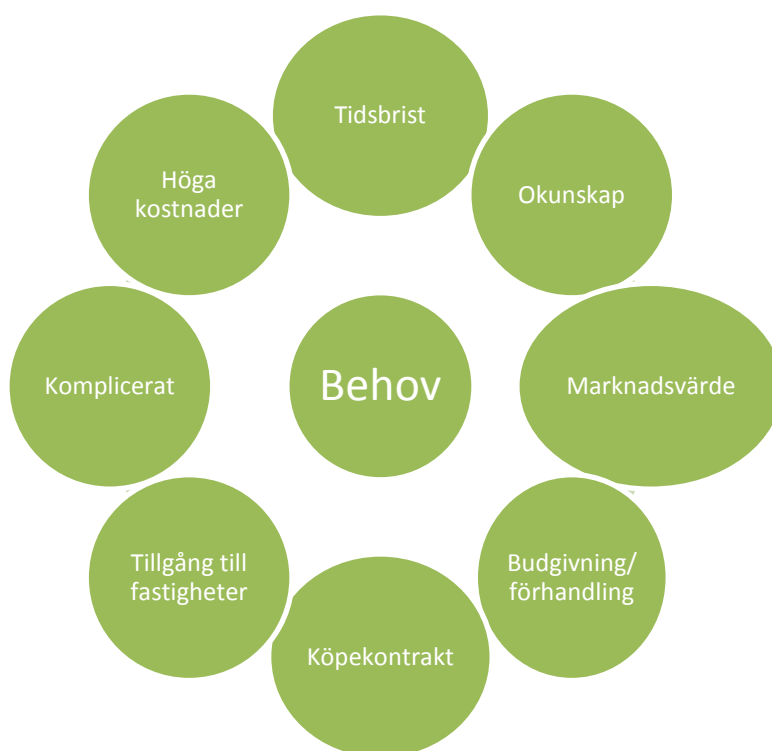 Tidsbrist
Okunskap
Marknadsvärde
Budgivning/
förhandling
Köpekontrakt
Tillgång till
fastigheter
Komplicerat
Höga
kostnader
Behov